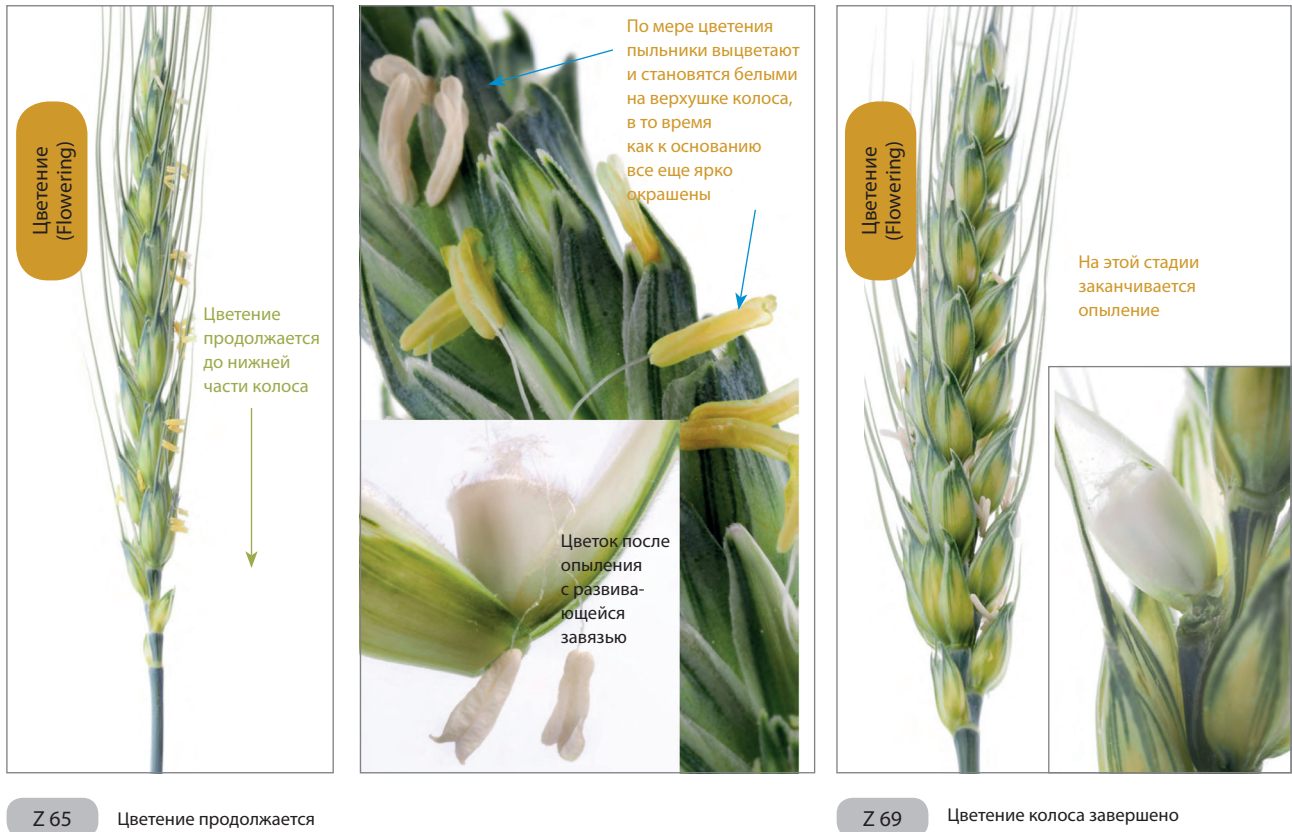 Цветение
(Flowering)
Цветение
продолжается
до нижней
части колоса
По мере цветения
пыльники выцветают
и становятся белыми
на верхушке колоса,
в то время
как к основанию
все еще ярко
окрашены
Цветок после
опыления
с развива-
ющейся
завязью
Цветение
(Flowering)
На этой стадии
заканчивается
опыление
Z 65
Цветение продолжается
Z 69
Цветение колоса завершено